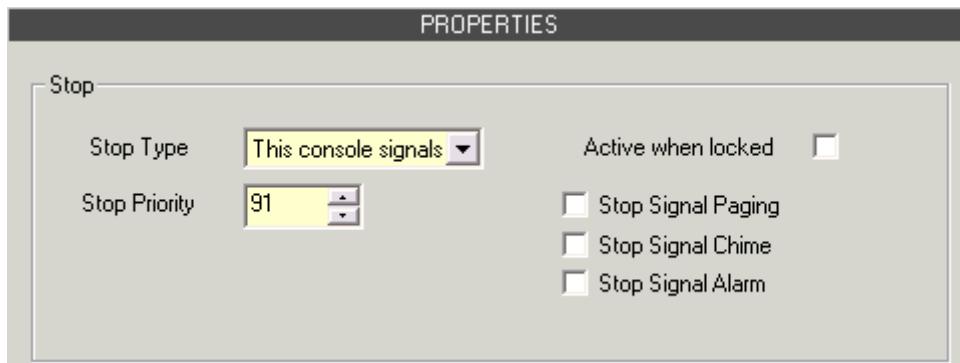 PROPERTIES
Stop
Stop Type This console signals Active when locked
Stop Priority 91 Stop Signal Paging
Stop Signal Chime
Stop Signal Alarm